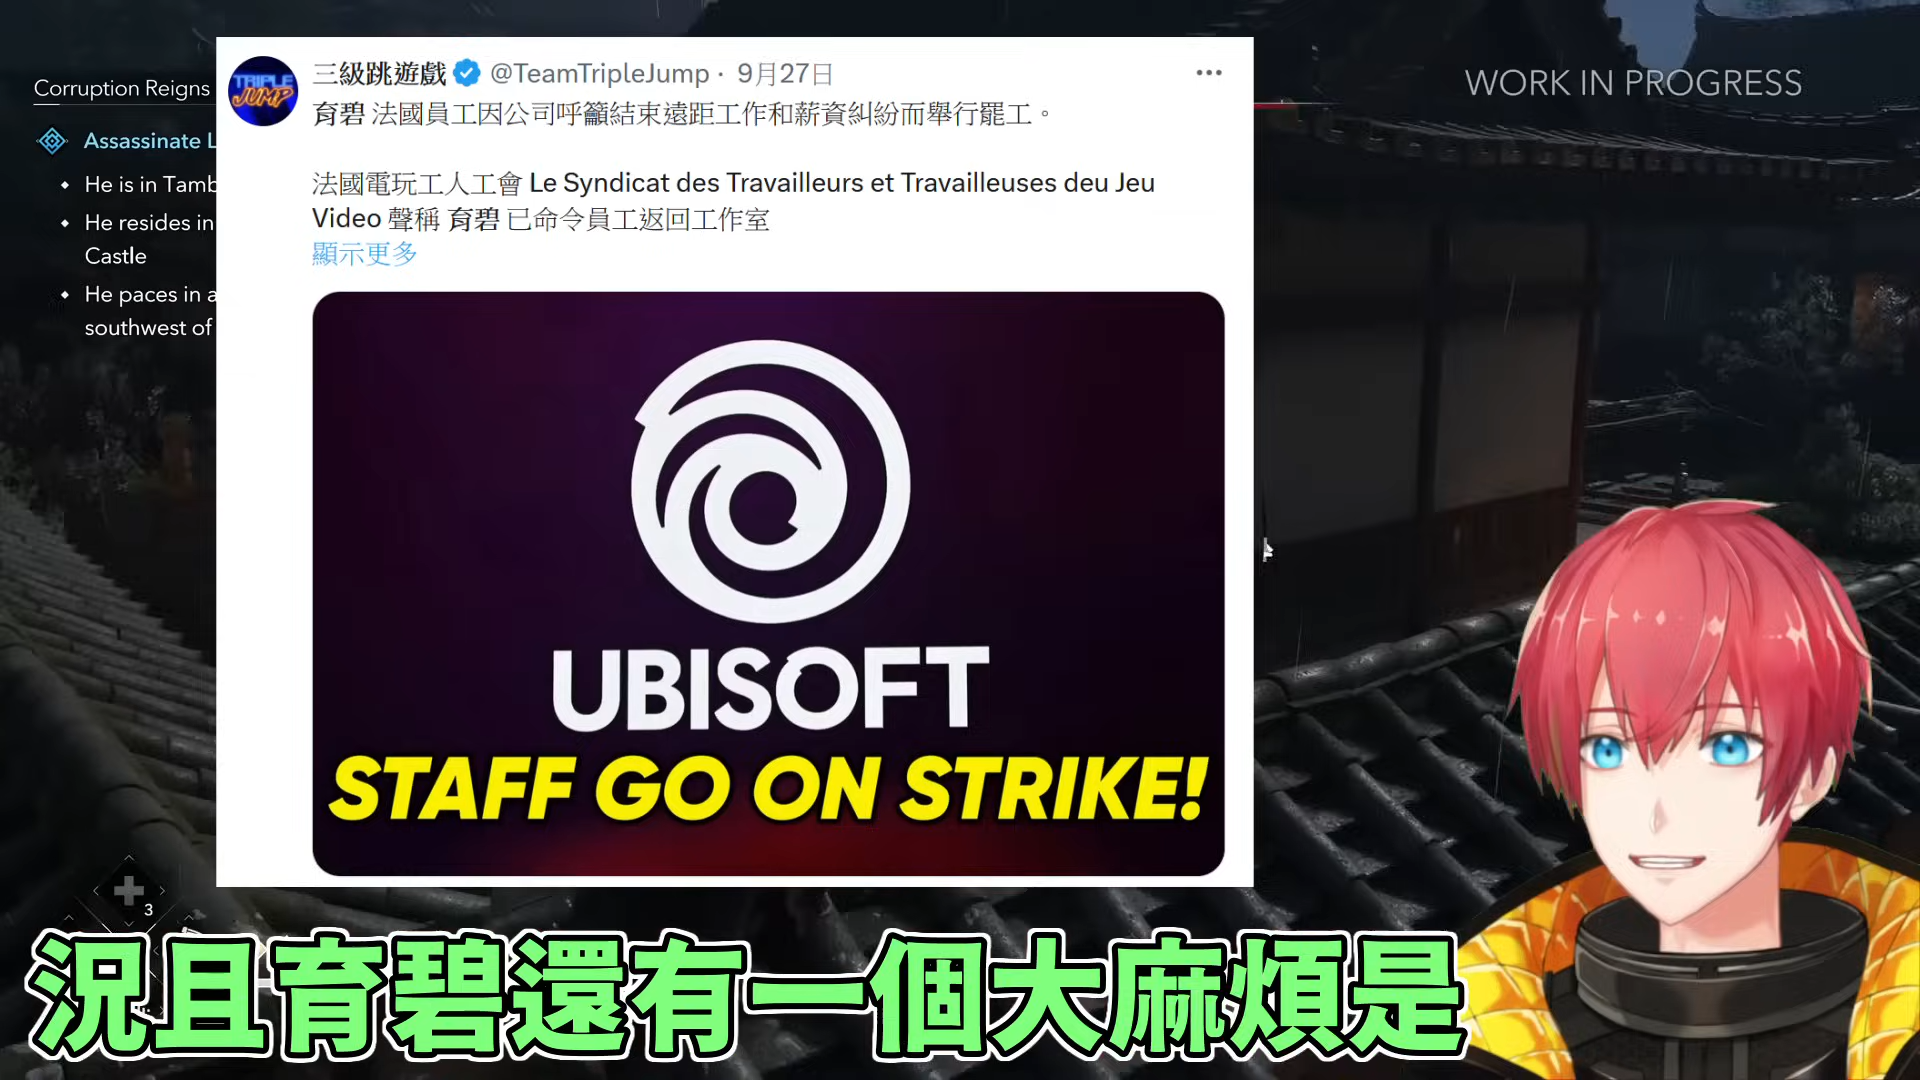 Corruption Reigns
Assassinate L
He is in Tamb
He resides in
Castle
He paces in a
southwest of
TRIPLE
JUMP
三級跳遊戲 @TeamTripleJump · 9月27日
育碧 法國員工因公司呼籲結束遠距工作和薪資糾紛而舉行罷工。
法國電玩工人工會 Le Syndicat des Travailleurs et Travailleuses deu Jeu
Video 聲稱 育碧 已命令員工返回工作室
顯示更多
UBISOFT
STAFF GO ON STRIKE!
WORK IN PROGRESS
3
況且育碧還有一個大麻煩是